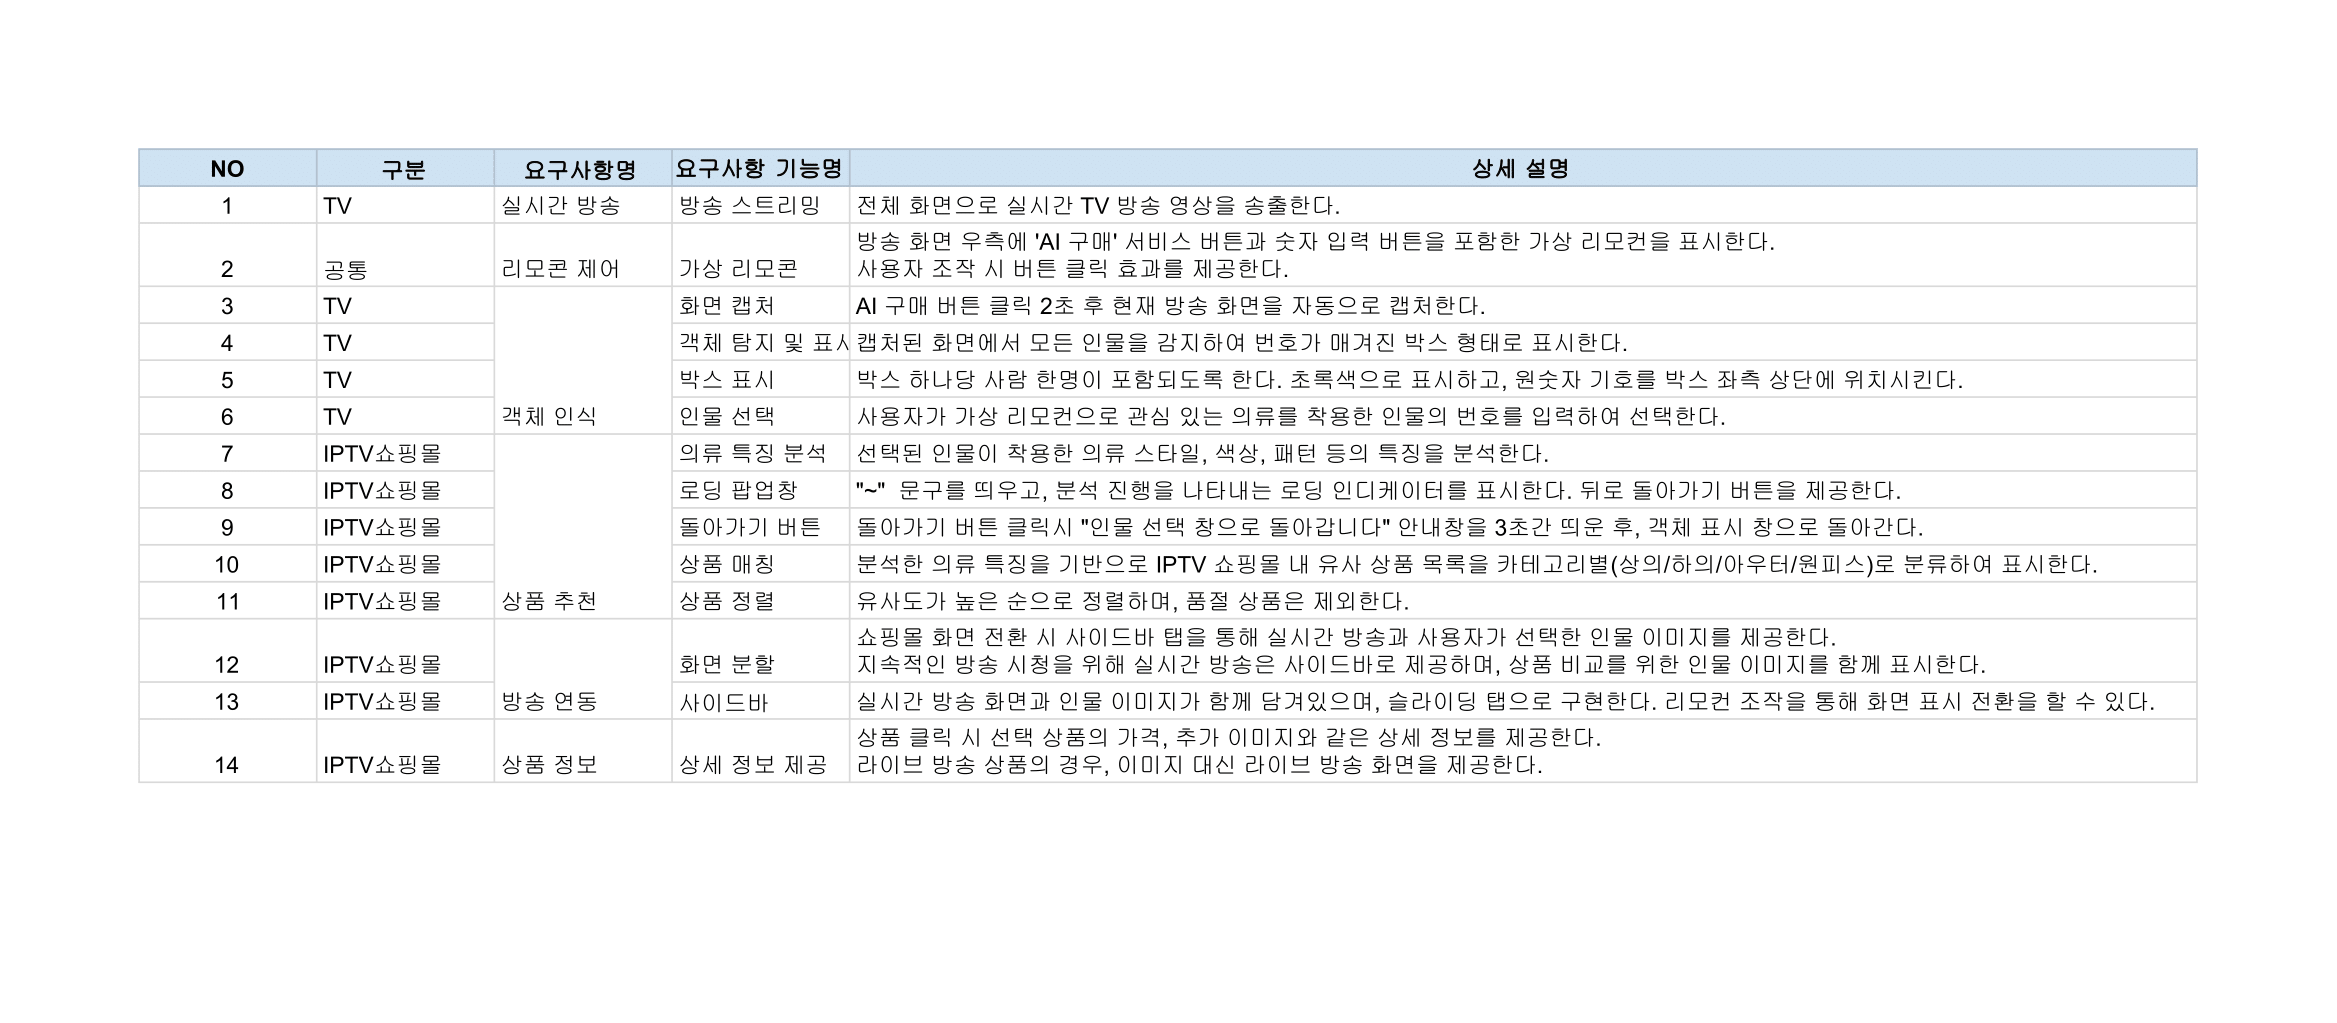 NO 구분 요구사항명 요구사항 기능명 상세 설명
1 TV 실시간 방송 방송 스트리밍 전체 화면으로 실시간 TV 방송 영상을 송출한다.
방송 화면 우측에 'AI 구매' 서비스 버튼과 숫자 입력 버튼을 포함한 가상 리모컨을 표시한다.
2 공통 리모콘 제어 가상 리모콘 사용자 조작 시 버튼 클릭 효과를 제공한다.
3 TV 화면 캡처 AI 구매 버튼 클릭 2초 후 현재 방송 화면을 자동으로 캡처한다.
4 TV 객체 탐지 및 표시 캡처된 화면에서 모든 인물을 감지하여 번호가 매겨진 박스 형태로 표시한다.
5 TV 박스 표시 박스 하나당 사람 한명이 포함되도록 한다. 초록색으로 표시하고, 원숫자 기호를 박스 좌측 상단에 위치시킨다.
6 TV 객체 인식 인물 선택 사용자가 가상 리모컨으로 관심 있는 의류를 착용한 인물의 번호를 입력하여 선택한다.
7 IPTV쇼핑몰 의류 특징 분석 선택된 인물이 착용한 의류 스타일, 색상, 패턴 등의 특징을 분석한다.
8 IPTV쇼핑몰 로딩 팝업창 "~"  문구를 띄우고, 분석 진행을 나타내는 로딩 인디케이터를 표시한다. 뒤로 돌아가기 버튼을 제공한다.
9 IPTV쇼핑몰 돌아가기 버튼 돌아가기 버튼 클릭시 "인물 선택 창으로 돌아갑니다" 안내창을 3초간 띄운 후, 객체 표시 창으로 돌아간다.
10 IPTV쇼핑몰 상품 매칭 분석한 의류 특징을 기반으로 IPTV 쇼핑몰 내 유사 상품 목록을 카테고리별(상의/하의/아우터/원피스)로 분류하여 표시한다.
11 IPTV쇼핑몰 상품 추천 상품 정렬 유사도가 높은 순으로 정렬하며, 품절 상품은 제외한다.
쇼핑몰 화면 전환 시 사이드바 탭을 통해 실시간 방송과 사용자가 선택한 인물 이미지를 제공한다.
12 IPTV쇼핑몰 화면 분할 지속적인 방송 시청을 위해 실시간 방송은 사이드바로 제공하며, 상품 비교를 위한 인물 이미지를 함께 표시한다.
13 IPTV쇼핑몰 방송 연동 사이드바 실시간 방송 화면과 인물 이미지가 함께 담겨있으며, 슬라이딩 탭으로 구현한다. 리모컨 조작을 통해 화면 표시 전환을 할 수 있다.
상품 클릭 시 선택 상품의 가격, 추가 이미지와 같은 상세 정보를 제공한다.
14 IPTV쇼핑몰 상품 정보 상세 정보 제공 라이브 방송 상품의 경우, 이미지 대신 라이브 방송 화면을 제공한다.